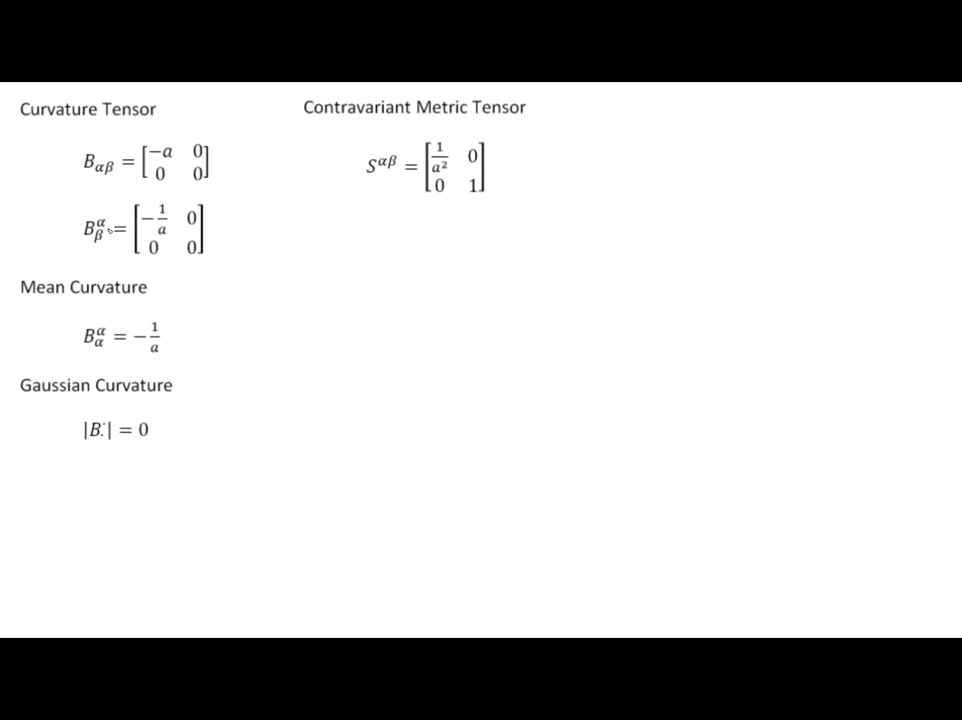 Curvature Tensor
B_{αβ} = [−a 0; 0 0]
B^α_β = [−1/a 0; 0 0]
Mean Curvature
B^α_α = −1/a
Gaussian Curvature
|B^._.| = 0
Contravariant Metric Tensor
S^{αβ} = [1/a² 0; 0 1]